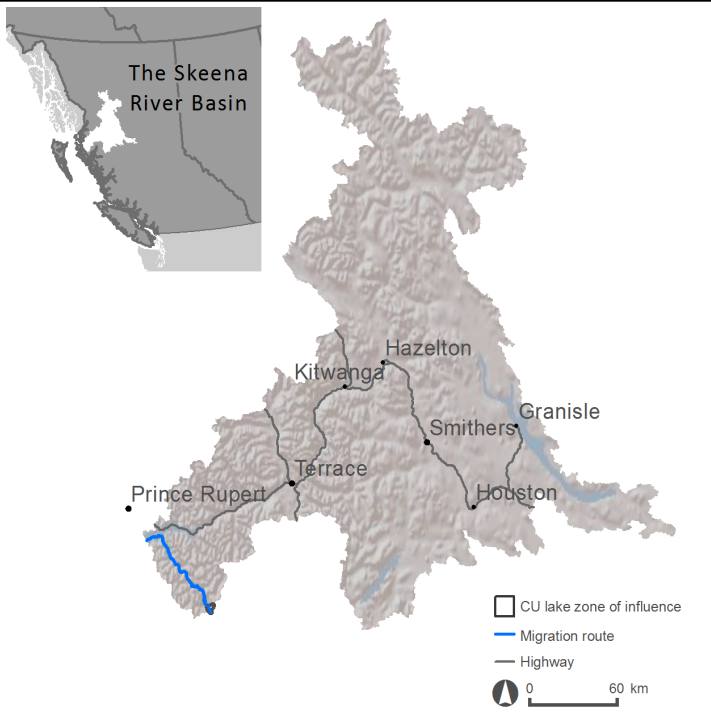 The Skeena
River Basin
Hazelton
Kitwanga
Granisle
Smithers
Terrace
Prince Rupert
Houston
CU lake zone of influence
Migration route
Highway
0 60 km